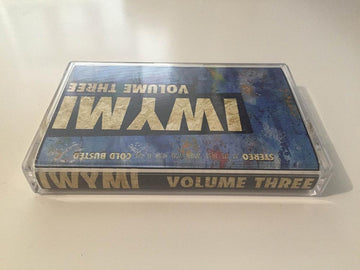 VOLUME THREE
IWYMI
STEREO
COLD BUSTED
IWYMI VOLUME THREE